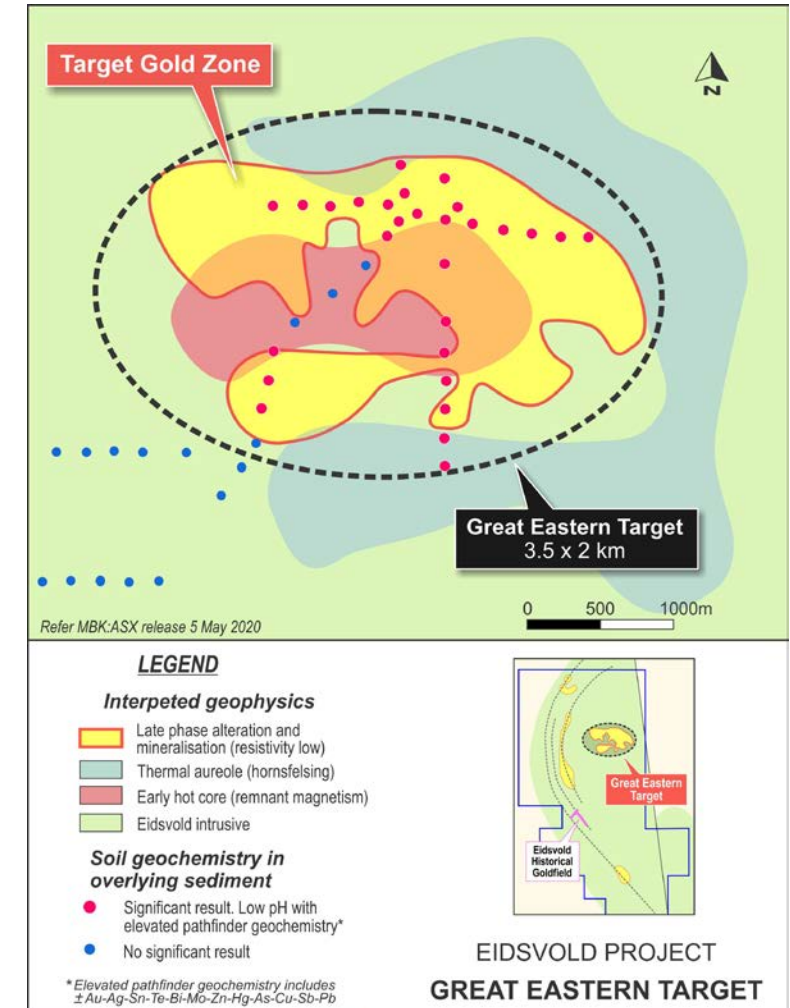 Target Gold Zone
N
Great Eastern Target
3.5 x 2 km
0 500 1000m
Refer MBK:ASX release 5 May 2020
LEGEND
Interpeted geophysics
Late phase alteration and
mineralisation (resistivity low)
Thermal aureole (hornsfelsing)
Early hot core (remnant magnetism)
Eidsvold intrusive
Soil geochemistry in
overlying sediment
Significant result. Low pH with
elevated pathfinder geochemistry*
No significant result
*Elevated pathfinder geochemistry includes
±Au-Ag-Sn-Te-Bi-Mo-Zn-Hg-As-Cu-Sb-Pb
Great Eastern
Target
Eidsvold
Historical
Goldfield
EIDSVOLD PROJECT
GREAT EASTERN TARGET